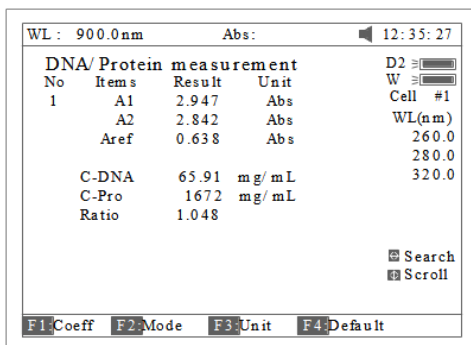 WL: 900.0nm Abs: 12:35:27
DNA/Protein measurement
D2
No Items Result Unit
W
1 A1 2.947 Abs
Cell #1
A2 2.842 Abs
WL(nm)
Aref 0.638 Abs
260.0
280.0
C-DNA 65.91 mg/mL
320.0
C-Pro 1672 mg/mL
Ratio 1.048
Search
Scroll
F1:Coeff F2:Mode F3:Unit F4:Default